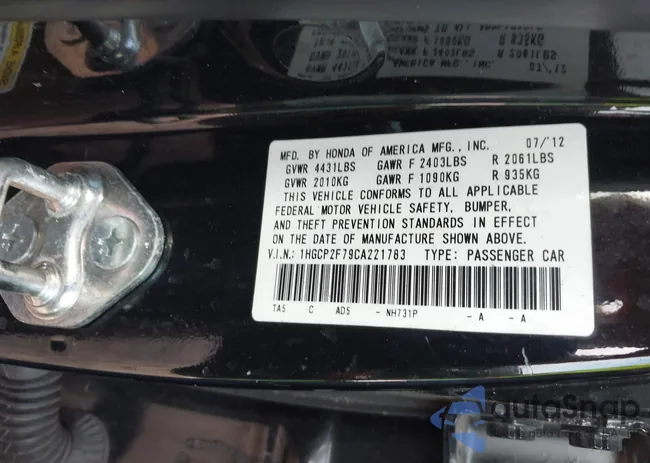 MFD. BY HONDA OF AMERICA MFG., INC. 07/'12
GVWR 4431LBS GAWR F 2403LBS R 2061LBS
GVWR 2010KG GAWR F 1090KG R 935KG
THIS VEHICLE CONFORMS TO ALL APPLICABLE
FEDERAL MOTOR VEHICLE SAFETY, BUMPER,
AND THEFT PREVENTION STANDARDS IN EFFECT
ON THE DATE OF MANUFACTURE SHOWN ABOVE.
V.I.N.: 1HGCP2F79CA221783 TYPE: PASSENGER CAR
TA5 C AD5 - NH731P - A - A
autoSnap